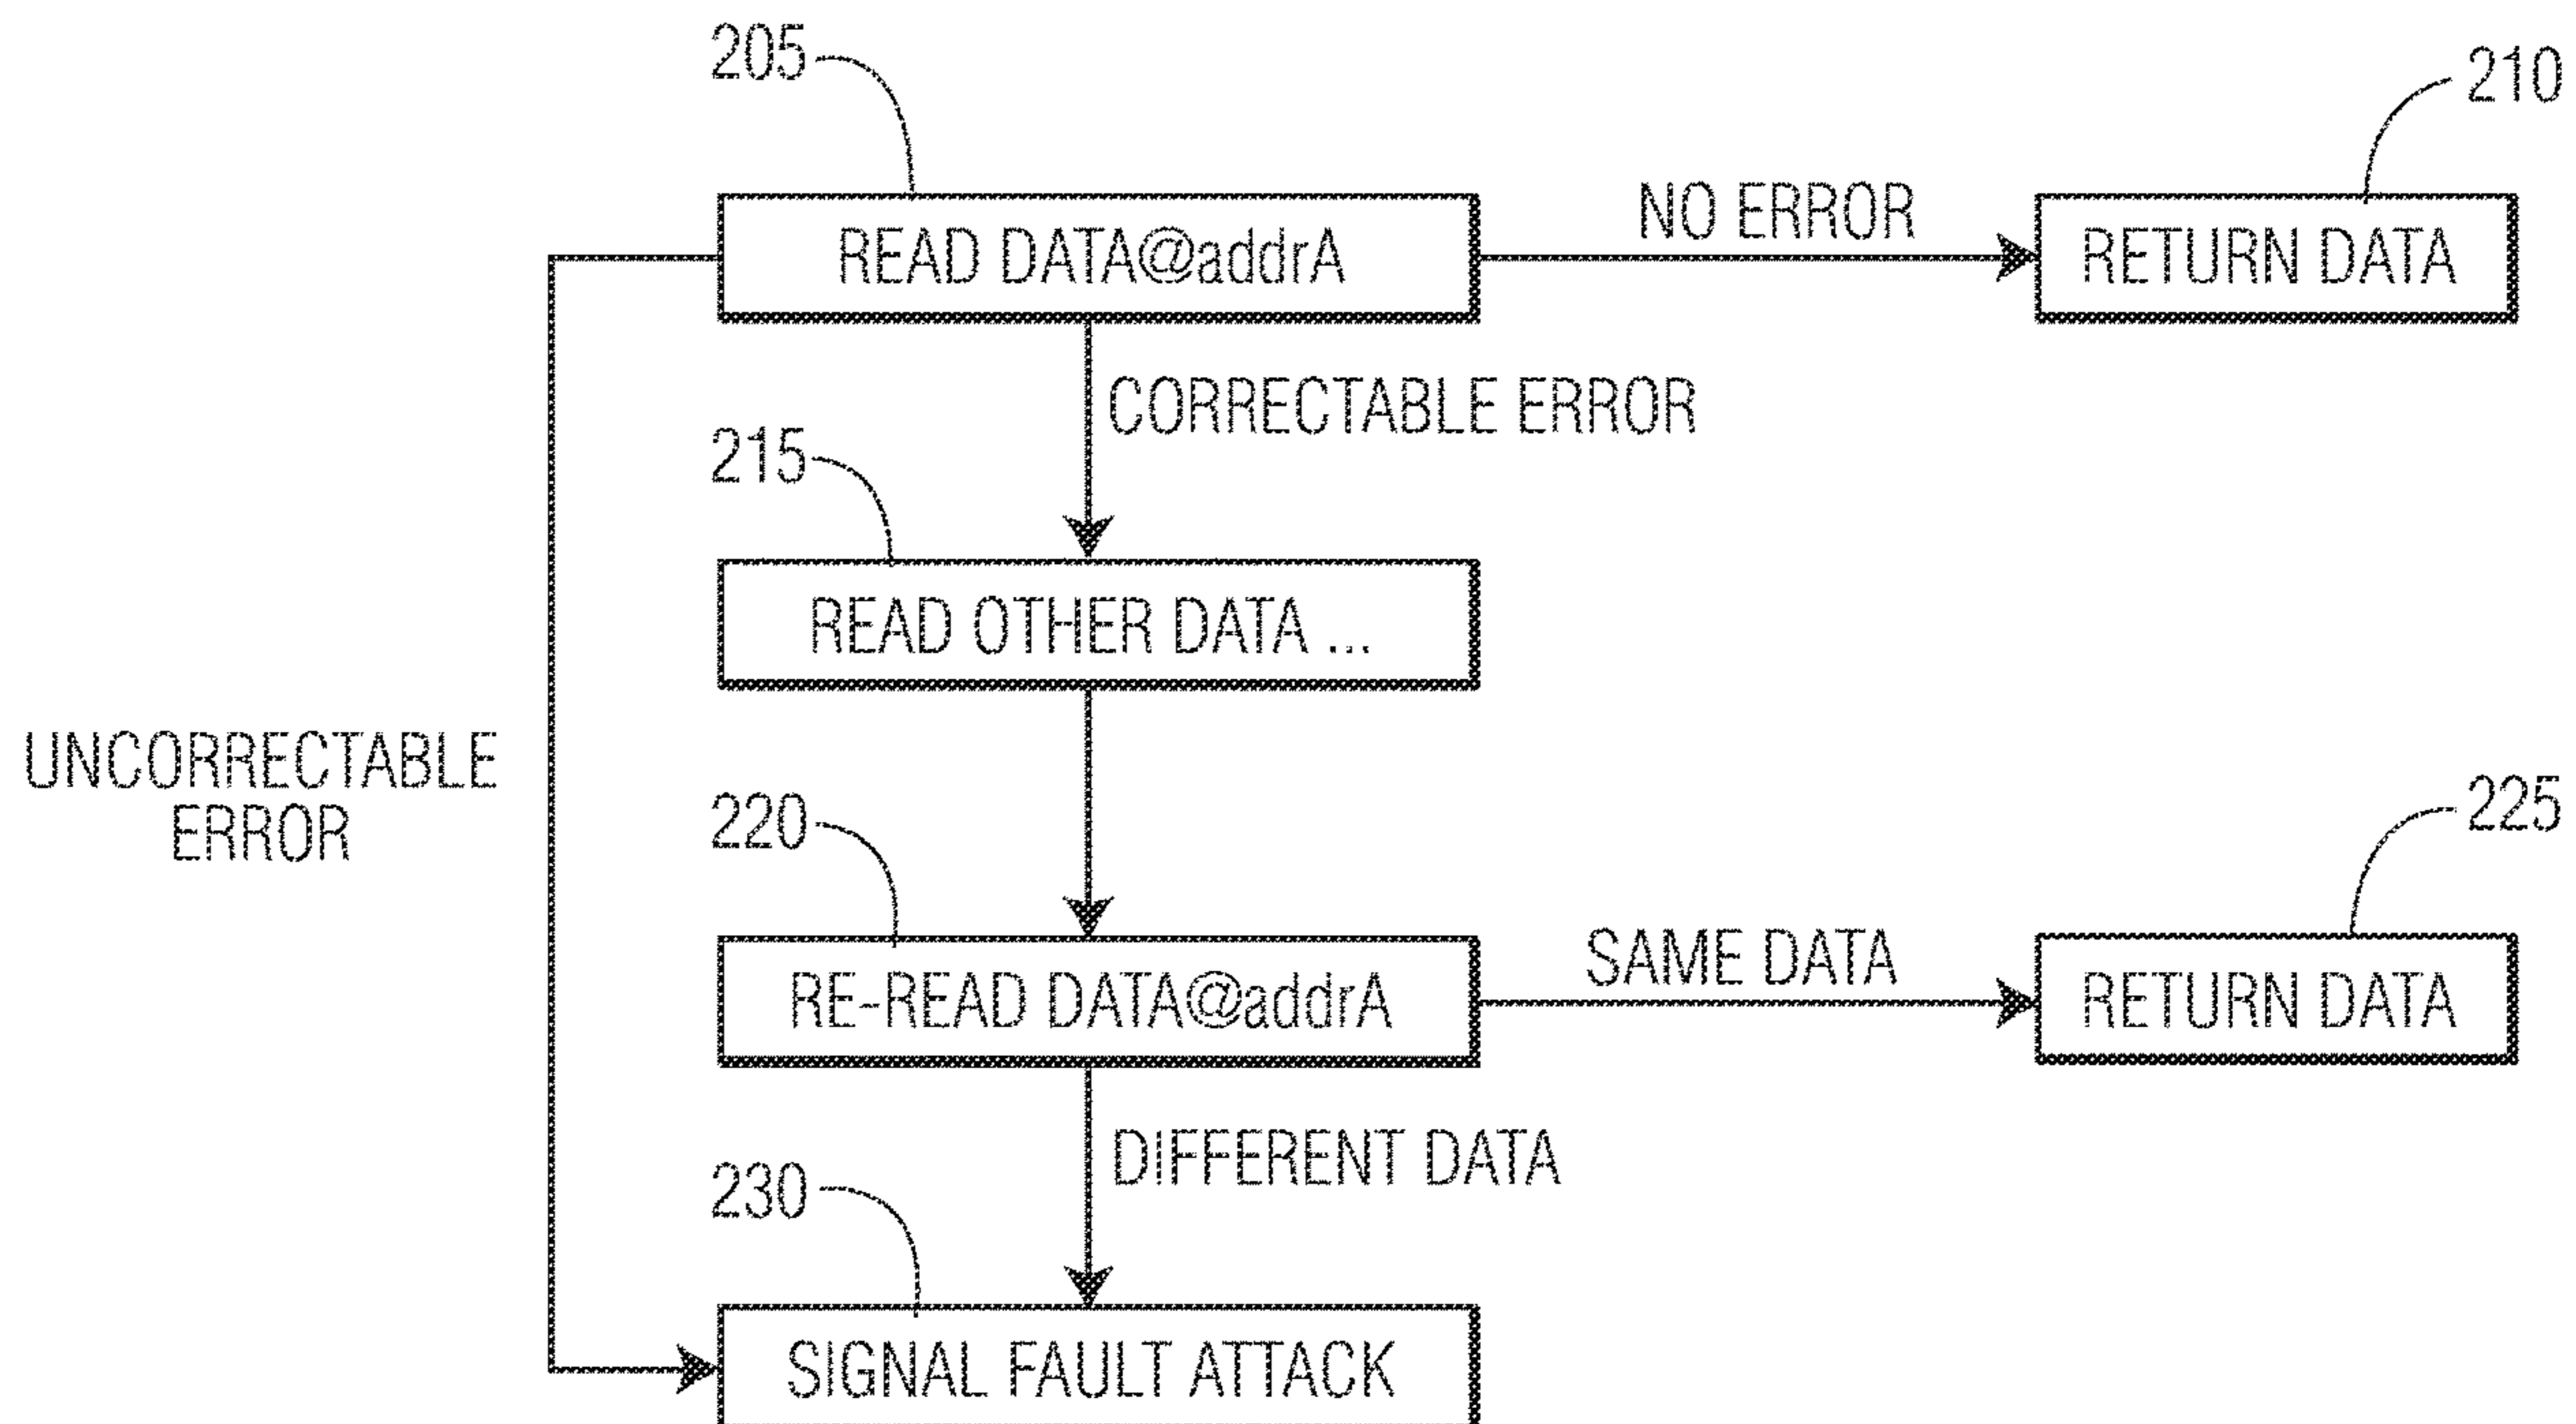 205
210
READ DATA@addrA
NO ERROR
RETURN DATA
CORRECTABLE ERROR
215
READ OTHER DATA ...
UNCORRECTABLE
ERROR
220
225
RE-READ DATA@addrA
SAME DATA
RETURN DATA
DIFFERENT DATA
230
SIGNAL FAULT ATTACK